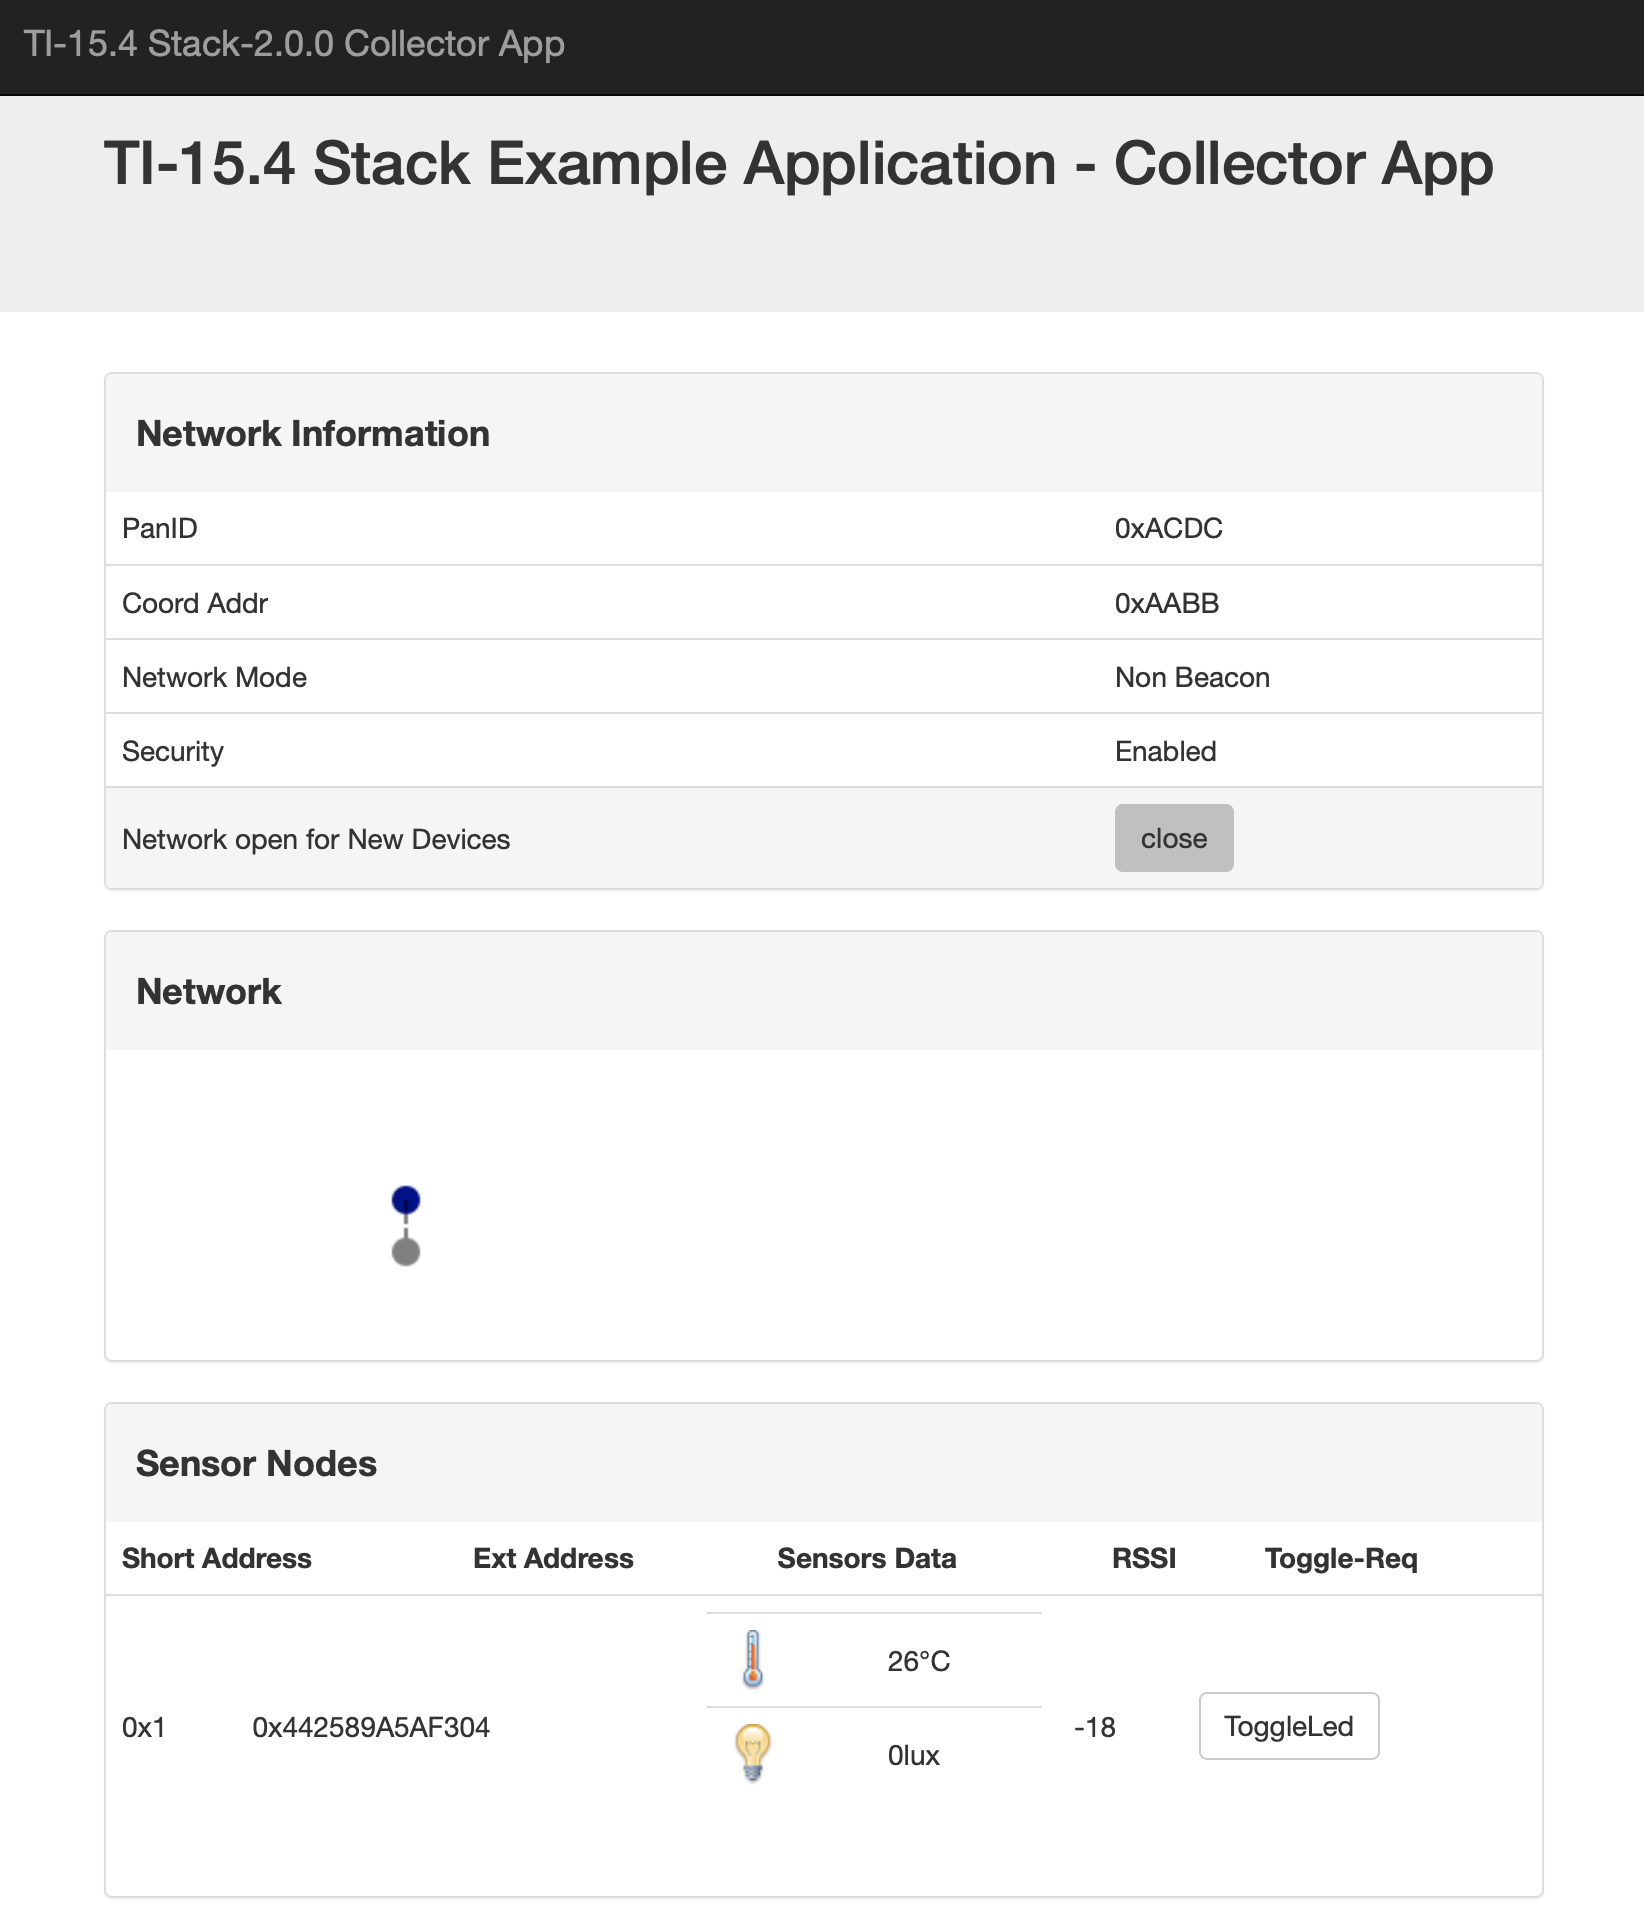 TI-15.4 Stack-2.0.0 Collector App
TI-15.4 Stack Example Application - Collector App
Network Information
PanID 0xACDC
Coord Addr 0xAABB
Network Mode Non Beacon
Security Enabled
Network open for New Devices close
Network
Sensor Nodes
Short Address Ext Address Sensors Data RSSI Toggle-Req
26°C
0x1 0x442589A5AF304 -18 ToggleLed
0lux